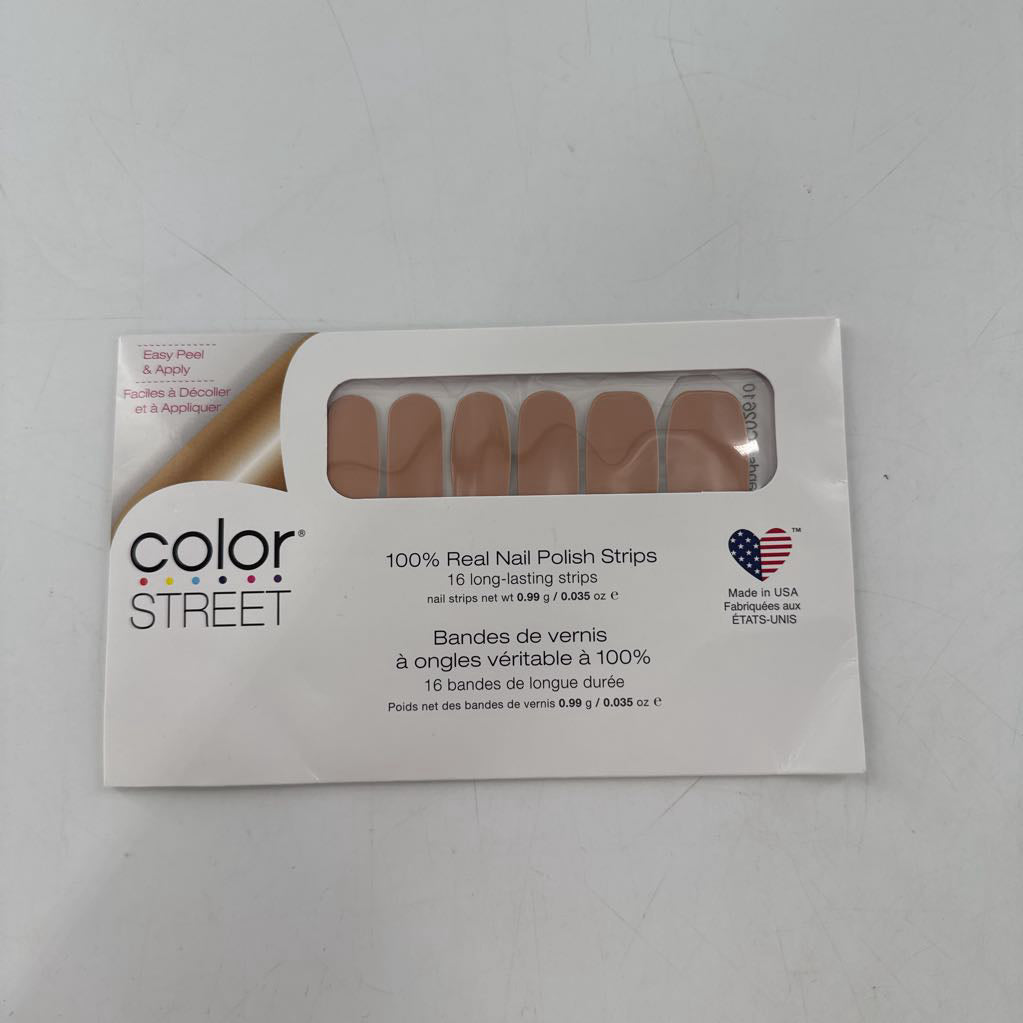 Easy Peel
& Apply
Faciles à Décoller
et à Appliquer
color®
STREET
100% Real Nail Polish Strips
16 long-lasting strips
nail strips net wt 0.99 g / 0.035 oz ℮
Bandes de vernis
à ongles véritable à 100%
16 bandes de longue durée
Poids net des bandes de vernis 0.99 g / 0.035 oz ℮
™
Made in USA
Fabriquées aux
ÉTATS-UNIS